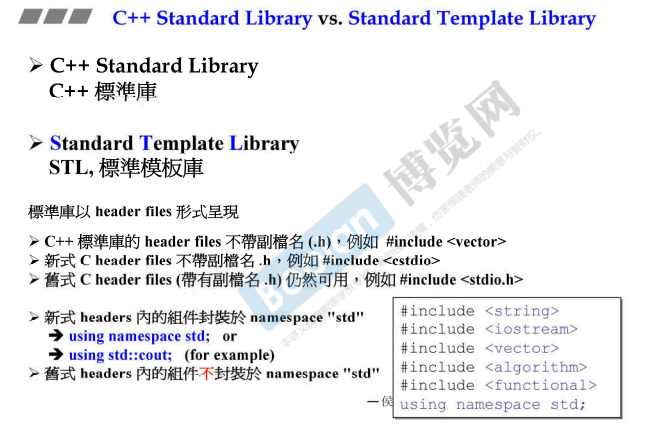 C++ Standard Library vs. Standard Template Library
➢ C++ Standard Library
C++ 標準庫
➢ Standard Template Library
STL, 標準模板庫
標準庫以 header files 形式呈現
➢ C++ 標準庫的 header files 不帶副檔名 (.h)，例如 #include <vector>
➢ 新式 C header files 不帶副檔名 .h，例如 #include <cstdio>
➢ 舊式 C header files (帶有副檔名 .h) 仍然可用，例如 #include <stdio.h>
➢ 新式 headers 內的組件封裝於 namespace "std"
➔ using namespace std; or
➔ using std::cout; (for example)
➢ 舊式 headers 內的組件不封裝於 namespace "std"
#include <string>
#include <iostream>
#include <vector>
#include <algorithm>
#include <functional>
using namespace std;
—侯
博览网